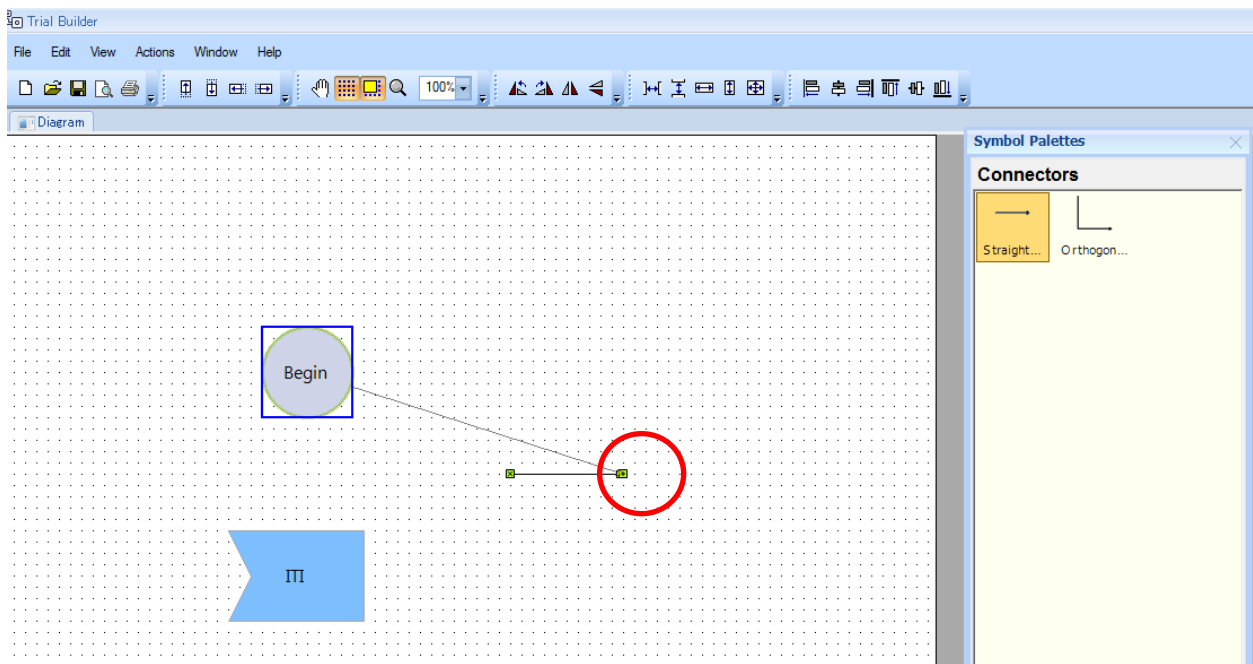 Trial Builder
File Edit View Actions Window Help
100%
Diagram
Symbol Palettes
Connectors
Straight... Orthogon...
Begin
ITI